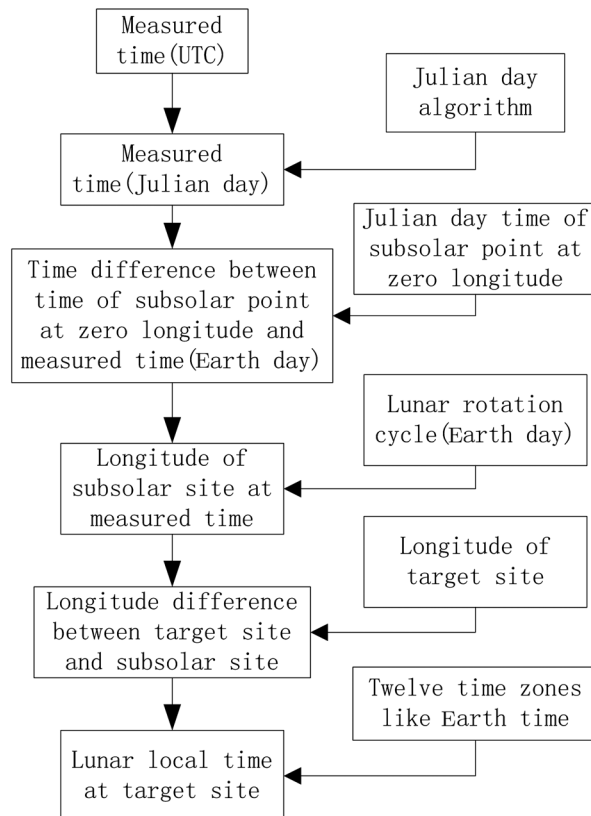 Measured
time(UTC)
Julian day
algorithm
Measured
time(Julian day)
Julian day time of
subsolar point at
zero longitude
Time difference between
time of subsolar point
at zero longitude and
measured time(Earth day)
Lunar rotation
cycle(Earth day)
Longitude of
subsolar site at
measured time
Longitude of
target site
Longitude difference
between target site
and subsolar site
Twelve time zones
like Earth time
Lunar local time
at target site